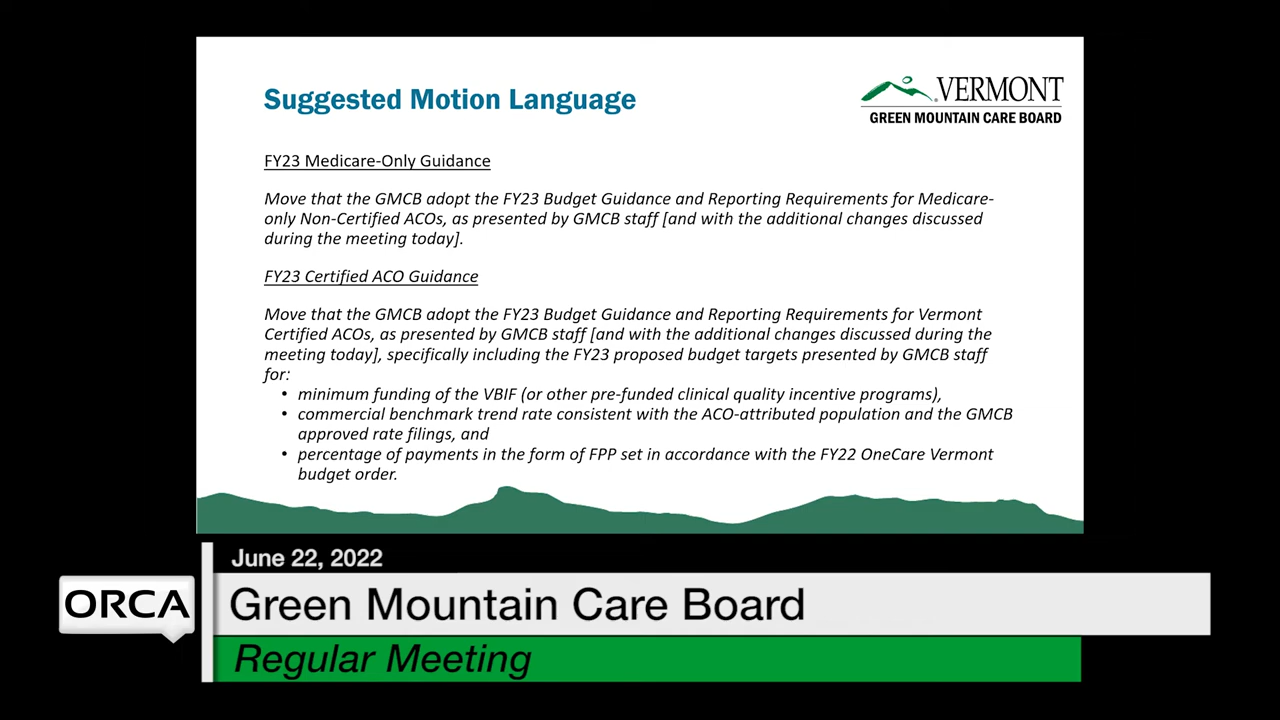 Suggested Motion Language
VERMONT
GREEN MOUNTAIN CARE BOARD
FY23 Medicare-Only Guidance
Move that the GMCB adopt the FY23 Budget Guidance and Reporting Requirements for Medicare-
only Non-Certified ACOs, as presented by GMCB staff [and with the additional changes discussed
during the meeting today].
FY23 Certified ACO Guidance
Move that the GMCB adopt the FY23 Budget Guidance and Reporting Requirements for Vermont
Certified ACOs, as presented by GMCB staff [and with the additional changes discussed during the
meeting today], specifically including the FY23 proposed budget targets presented by GMCB staff
for:
• minimum funding of the VBIF (or other pre-funded clinical quality incentive programs),
• commercial benchmark trend rate consistent with the ACO-attributed population and the GMCB
approved rate filings, and
• percentage of payments in the form of FPP set in accordance with the FY22 OneCare Vermont
budget order.
June 22, 2022
ORCA
Green Mountain Care Board
Regular Meeting